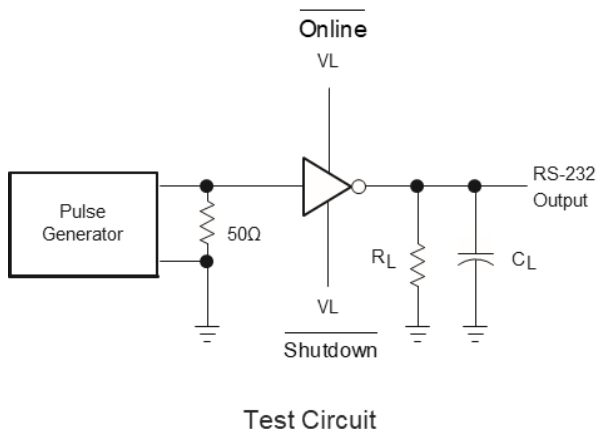 Online
VL
Pulse
Generator
50Ω
RS-232
Output
RL
CL
VL
Shutdown
Test Circuit